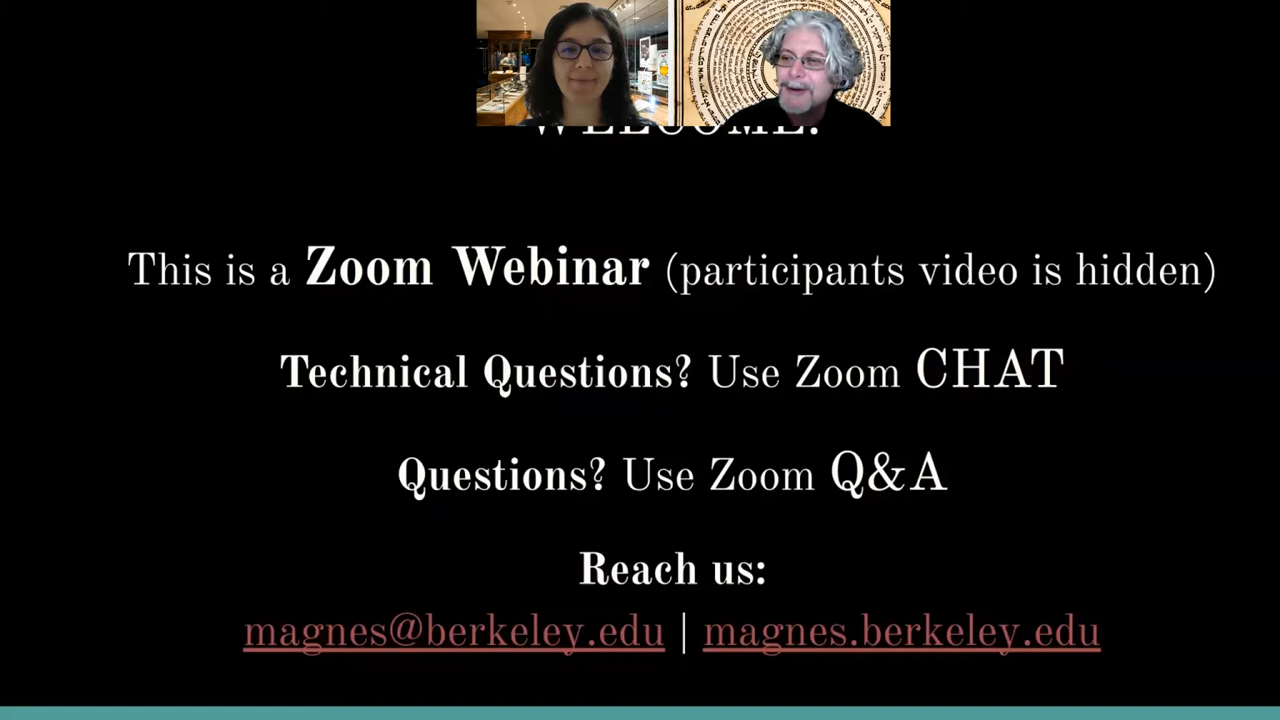 WELCOME!
This is a Zoom Webinar (participants video is hidden)
Technical Questions? Use Zoom CHAT
Questions? Use Zoom Q&A
Reach us:
magnes@berkeley.edu | magnes.berkeley.edu